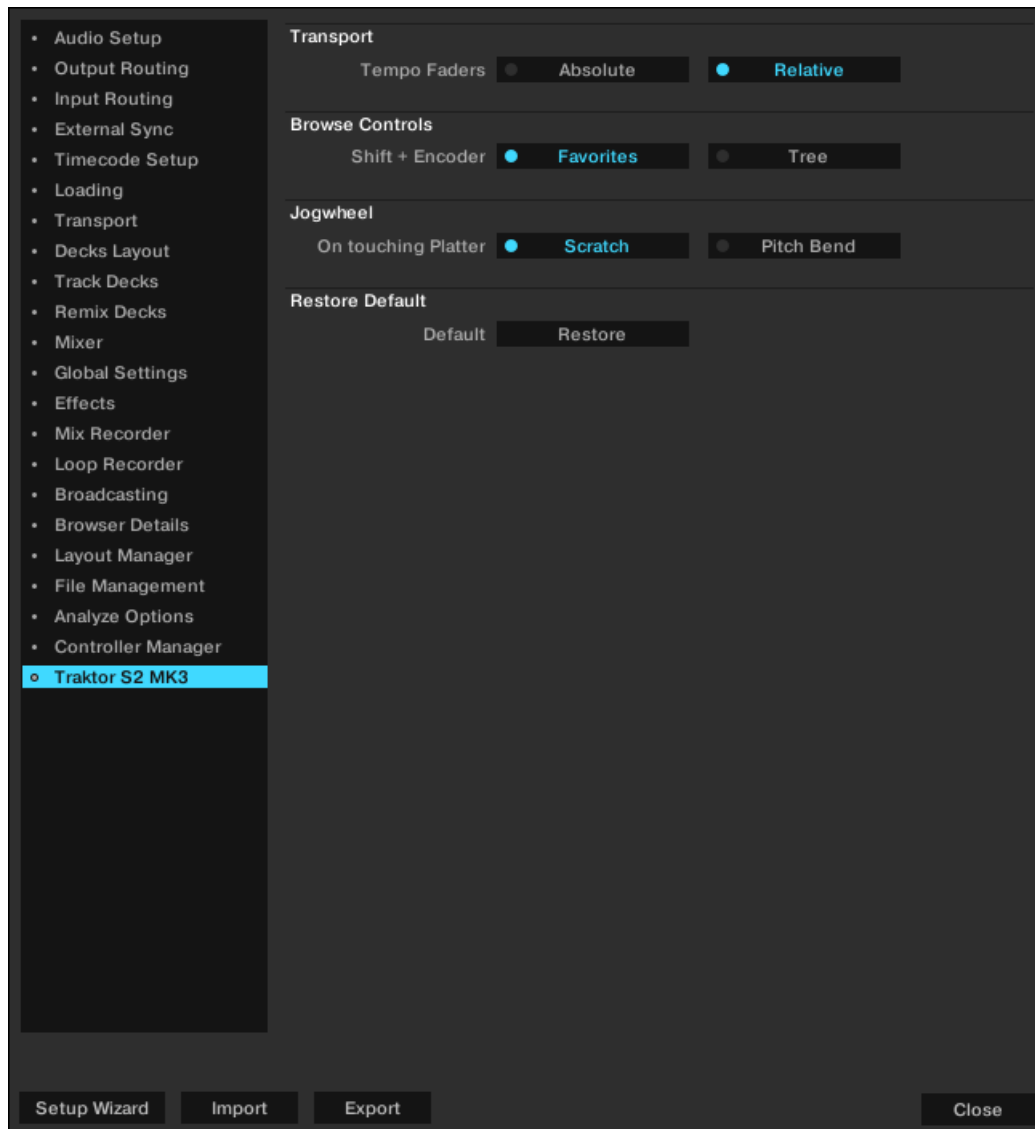 Audio Setup
Output Routing
Input Routing
External Sync
Timecode Setup
Loading
Transport
Decks Layout
Track Decks
Remix Decks
Mixer
Global Settings
Effects
Mix Recorder
Loop Recorder
Broadcasting
Browser Details
Layout Manager
File Management
Analyze Options
Controller Manager
Traktor S2 MK3
Transport
Tempo Faders Absolute Relative
Browse Controls
Shift + Encoder Favorites Tree
Jogwheel
On touching Platter Scratch Pitch Bend
Restore Default
Default Restore
Setup Wizard Import Export Close